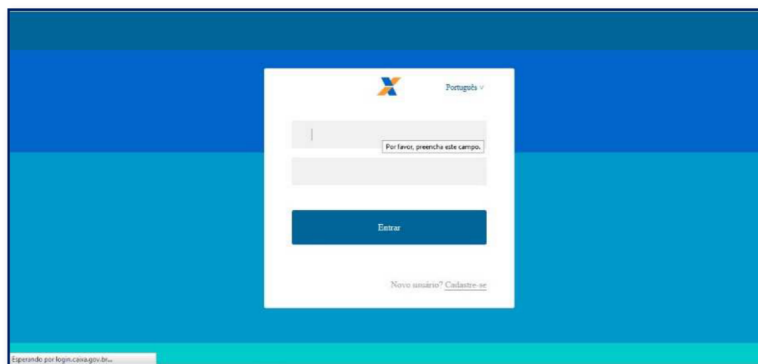 Português
Por favor, preencha este campo.
Entrar
Novo usuário? Cadastre-se
Esperando por login.caixa.gov.br...